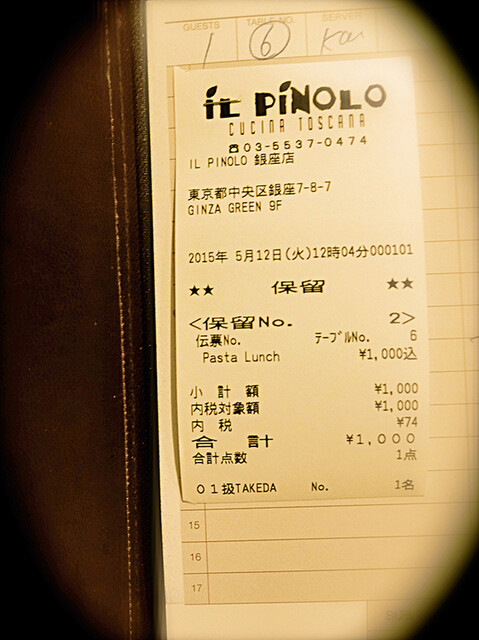 GUESTS TABLE NO. SERVER
1 6
IL PINOLO
CUCINA TOSCANA
☎03-5537-0474
IL PINOLO 銀座店
東京都中央区銀座7-8-7
GINZA GREEN 9F
2015年 5月12日(火)12時04分000101
★★ 保留 ★★
<保留No. 2>
伝票No. テーブルNo. 6
Pasta Lunch ¥1,000込
小 計 額 ¥1,000
内税対象額 ¥1,000
内 税 ¥74
合 計 ¥1,000
合計点数 1点
01扱TAKEDA No. 1名
15
16
17